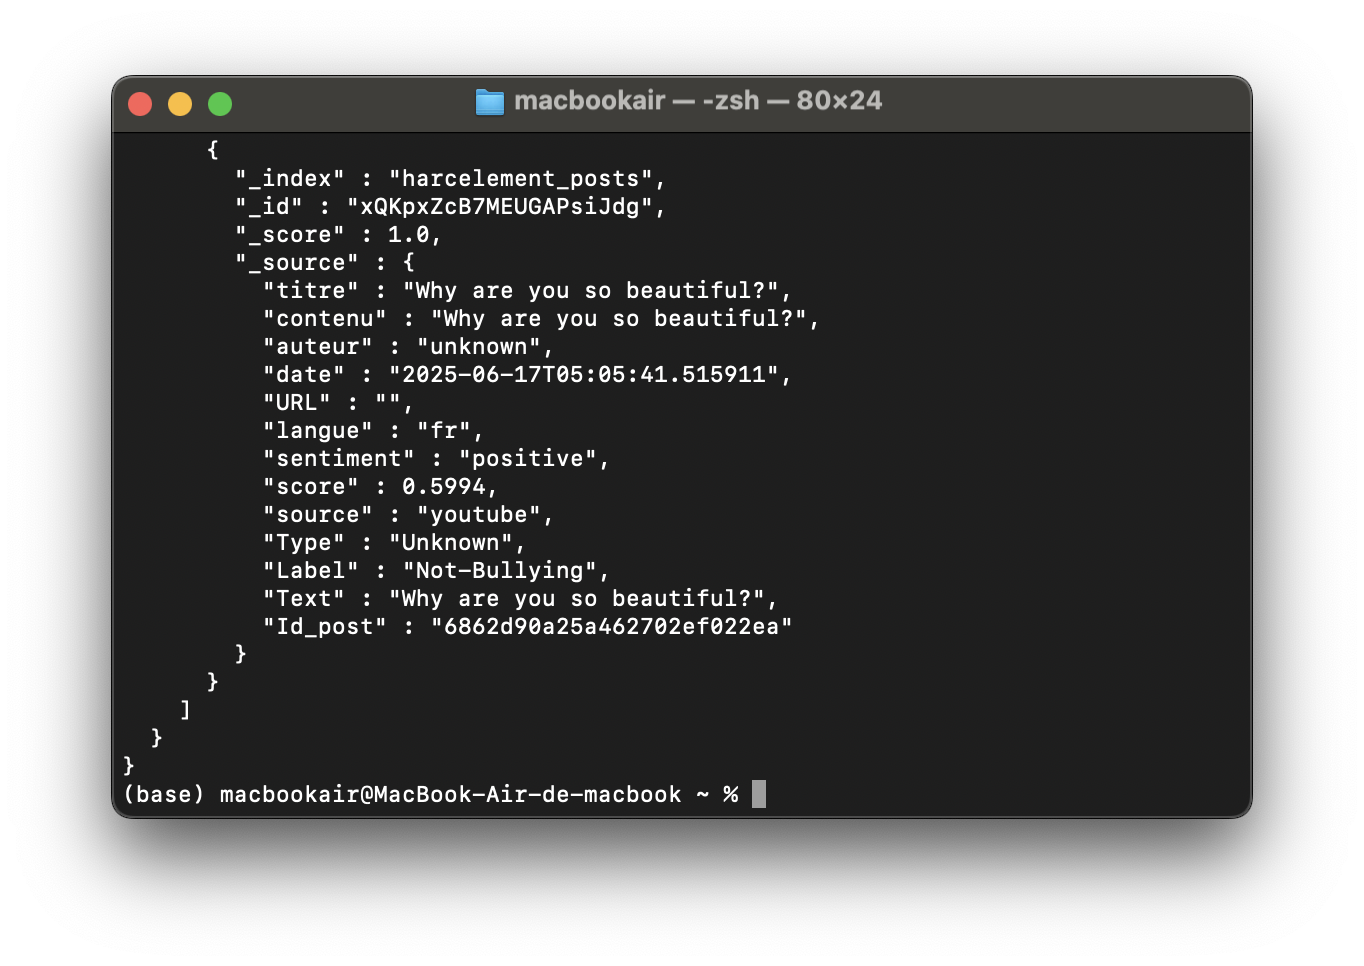 macbookair — -zsh — 80×24
{
"_index" : "harcelement_posts",
"_id" : "xQKpxZcB7MEUGAPsiJdg",
"_score" : 1.0,
"_source" : {
"titre" : "Why are you so beautiful?",
"contenu" : "Why are you so beautiful?",
"auteur" : "unknown",
"date" : "2025-06-17T05:05:41.515911",
"URL" : "",
"langue" : "fr",
"sentiment" : "positive",
"score" : 0.5994,
"source" : "youtube",
"Type" : "Unknown",
"Label" : "Not-Bullying",
"Text" : "Why are you so beautiful?",
"Id_post" : "6862d90a25a462702ef022ea"
}
}
]
}
}
(base) macbookair@MacBook-Air-de-macbook ~ %